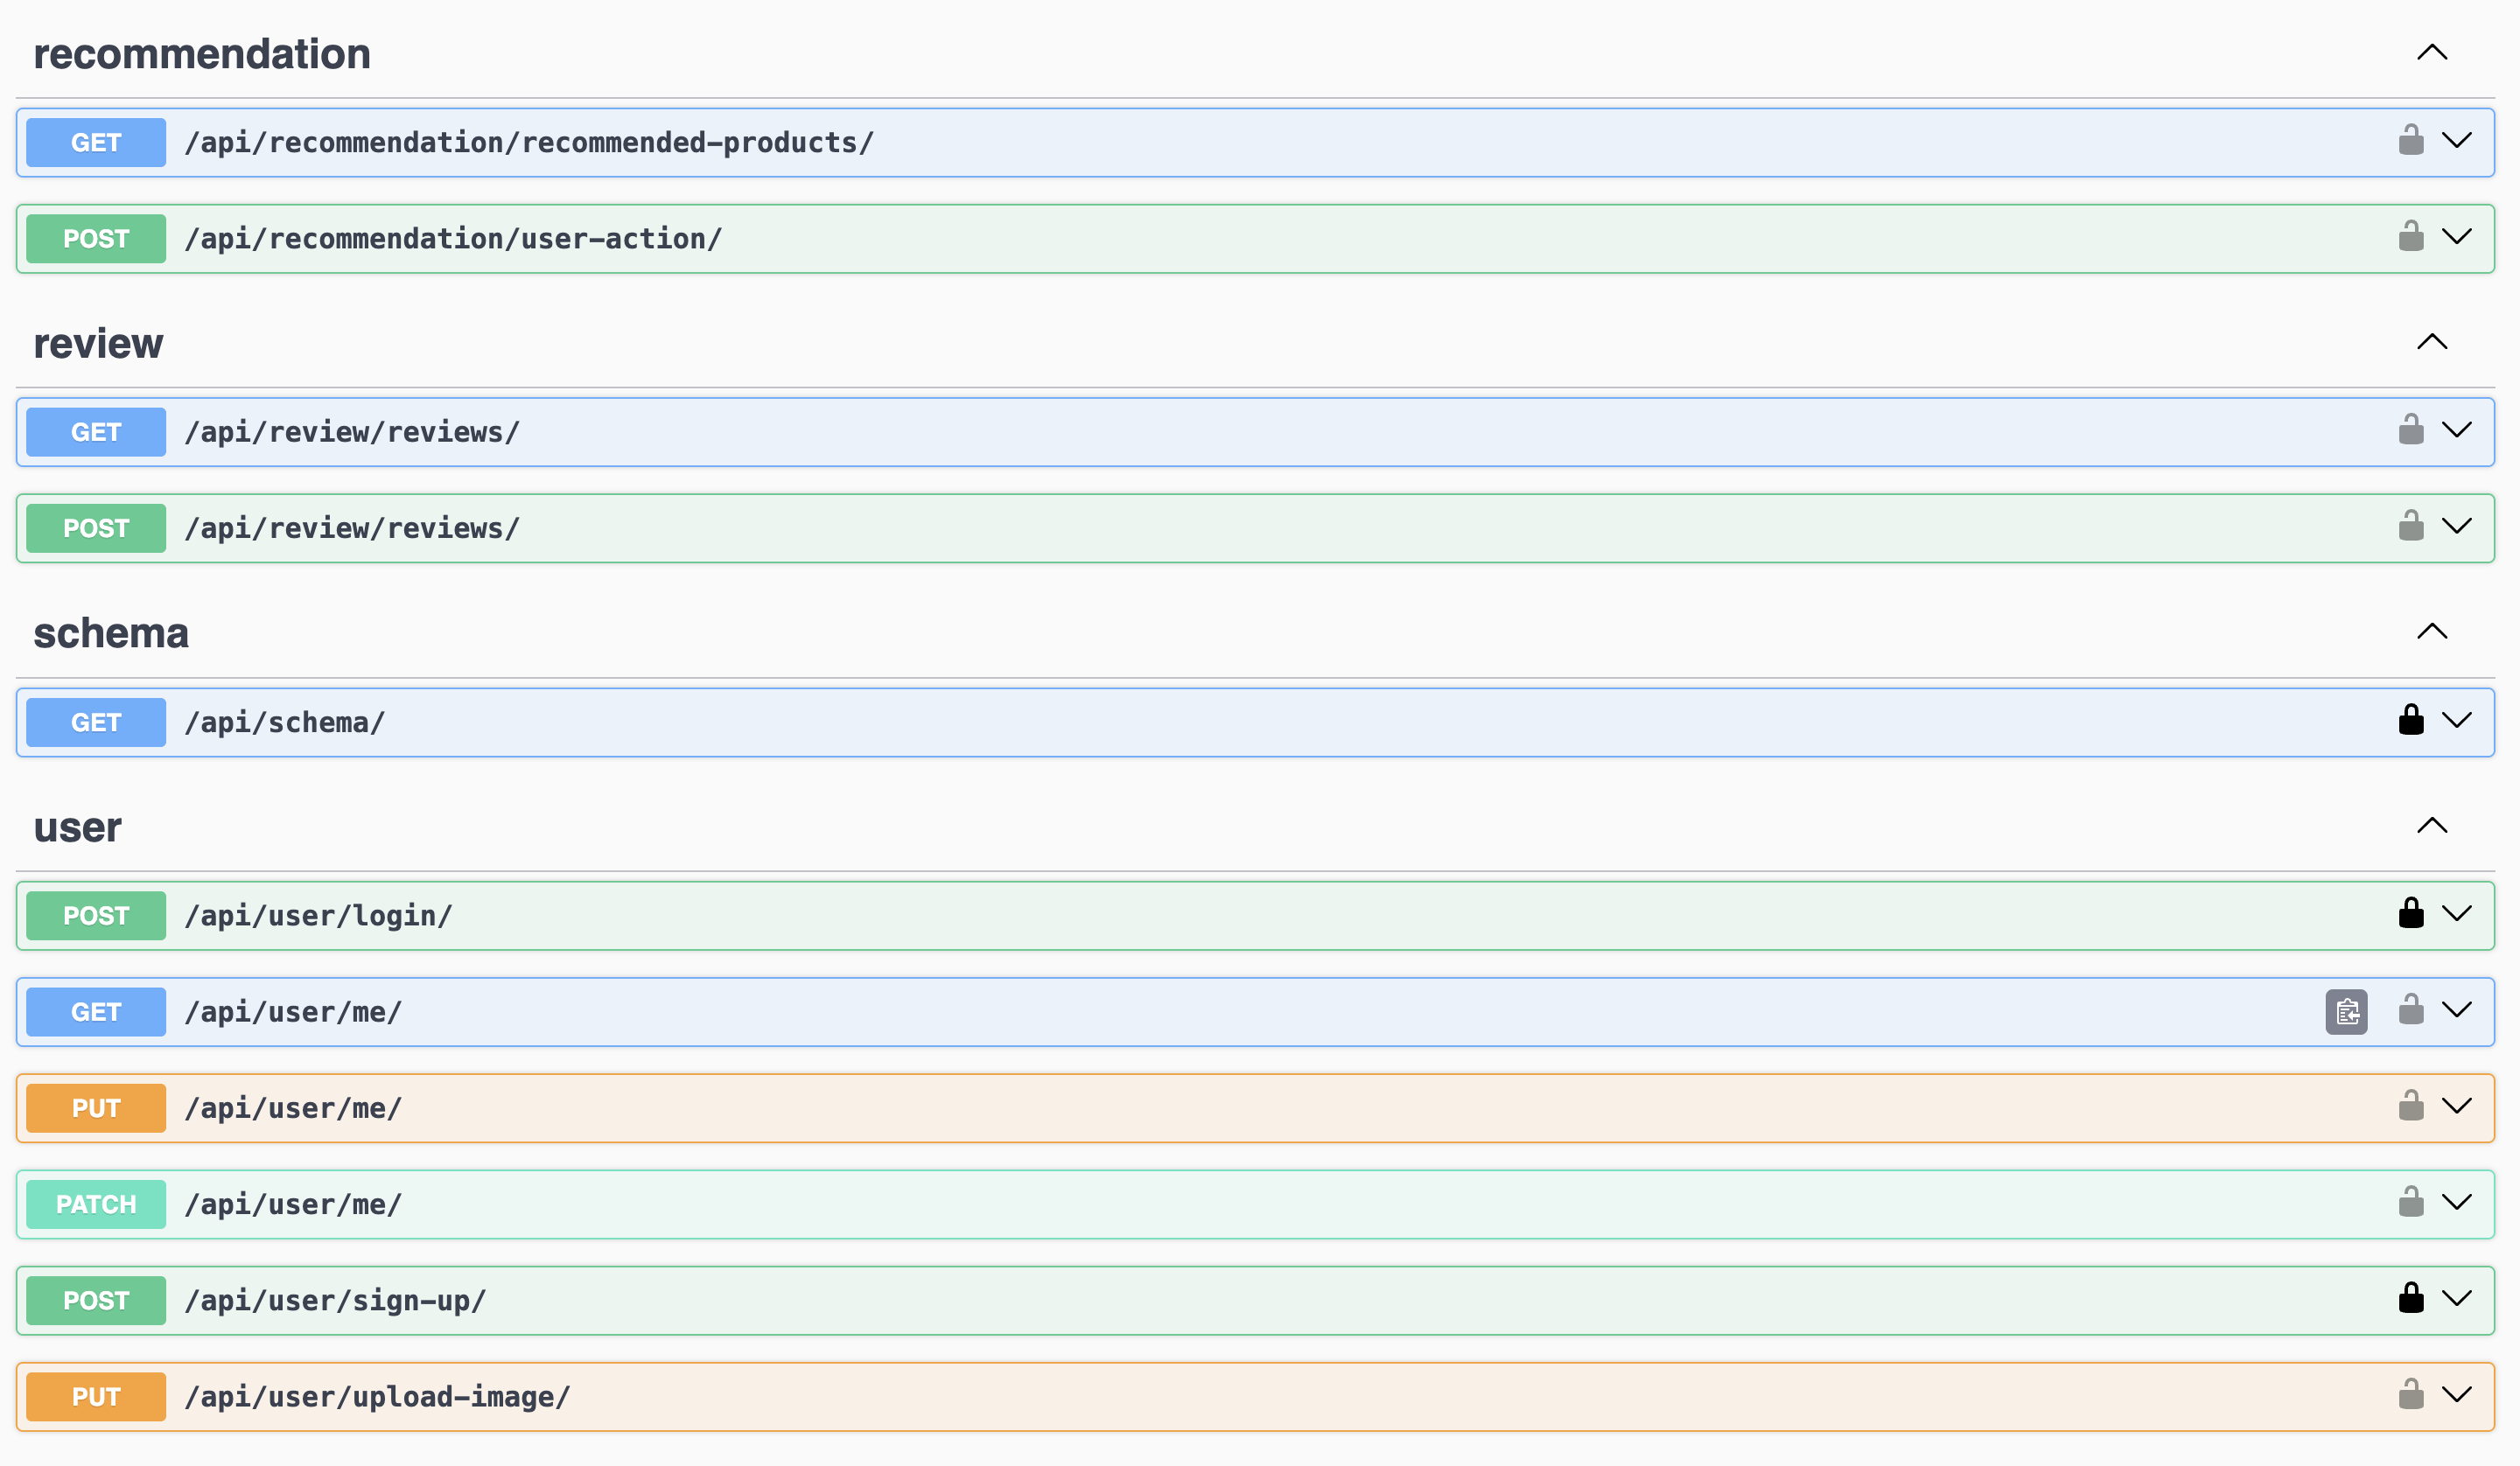 recommendation
GET /api/recommendation/recommended-products/
POST /api/recommendation/user-action/
review
GET /api/review/reviews/
POST /api/review/reviews/
schema
GET /api/schema/
user
POST /api/user/login/
GET /api/user/me/
PUT /api/user/me/
PATCH /api/user/me/
POST /api/user/sign-up/
PUT /api/user/upload-image/